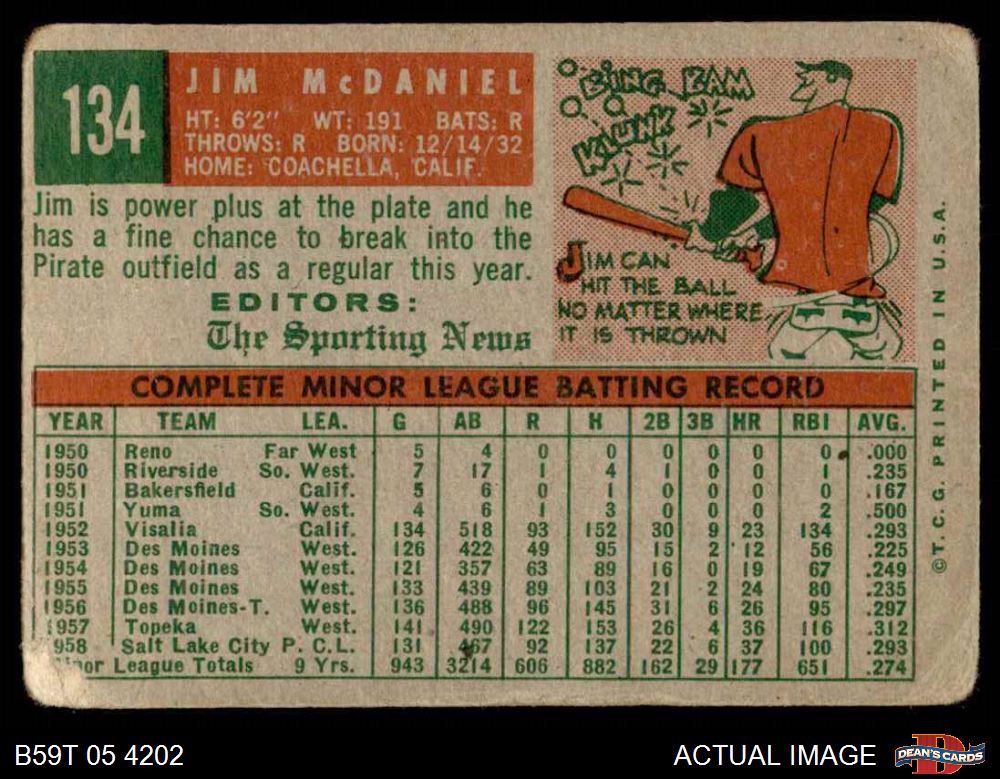 134
JIM McDANIEL
HT: 6'2" WT: 191 BATS: R
THROWS: R BORN: 12/14/32
HOME: COACHELLA, CALIF.
Jim is power plus at the plate and he
has a fine chance to break into the
Pirate outfield as a regular this year.
EDITORS:
The Sporting News
BING BAM
KLUNK
JIM CAN
HIT THE BALL
NO MATTER WHERE
IT IS THROWN
COMPLETE MINOR LEAGUE BATTING RECORD
YEAR TEAM LEA. G AB R H 2B 3B HR RBI AVG.
1950 Reno Far West 5 4 0 0 0 0 0 0 .000
1950 Riverside So. West. 7 17 1 4 1 0 0 1 .235
1951 Bakersfield Calif. 5 6 0 1 0 0 0 0 .167
1951 Yuma So. West. 4 6 1 3 0 0 0 2 .500
1952 Visalia Calif. 134 518 93 152 30 9 23 134 .293
1953 Des Moines West. 126 422 49 95 15 2 12 56 .225
1954 Des Moines West. 121 357 63 89 16 0 19 67 .249
1955 Des Moines West. 133 439 89 103 21 2 24 80 .235
1956 Des Moines-T. West. 136 488 96 145 31 6 26 95 .297
1957 Topeka West. 141 490 122 153 26 4 36 116 .312
958 Salt Lake City P. C. L. 131 467 92 137 22 6 37 100 .293
inor League Totals 9 Yrs. 943 3214 606 882 162 29 177 651 .274
©T. C. G. PRINTED IN U.S.A.
B59T 05 4202
ACTUAL IMAGE
DEAN'S CARDS